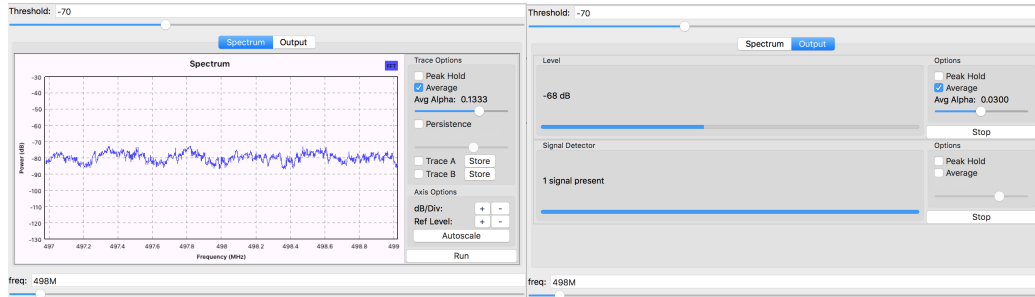 Threshold: -70
Spectrum Output
Spectrum
FFT
Power (dB)
-30
-40
-50
-60
-70
-80
-90
-100
-110
-120
-130
497 497.2 497.4 497.6 497.8 498 498.2 498.4 498.6 498.8 499
Frequency (MHz)
Trace Options
Peak Hold
Average
Avg Alpha: 0.1333
Persistence
Trace A Store
Trace B Store
Axis Options
dB/Div: + -
Ref Level: + -
Autoscale
Run
freq: 498M
Threshold: -70
Spectrum Output
Level
-68 dB
Options
Peak Hold
Average
Avg Alpha: 0.0300
Stop
Signal Detector
1 signal present
Options
Peak Hold
Average
Stop
freq: 498M